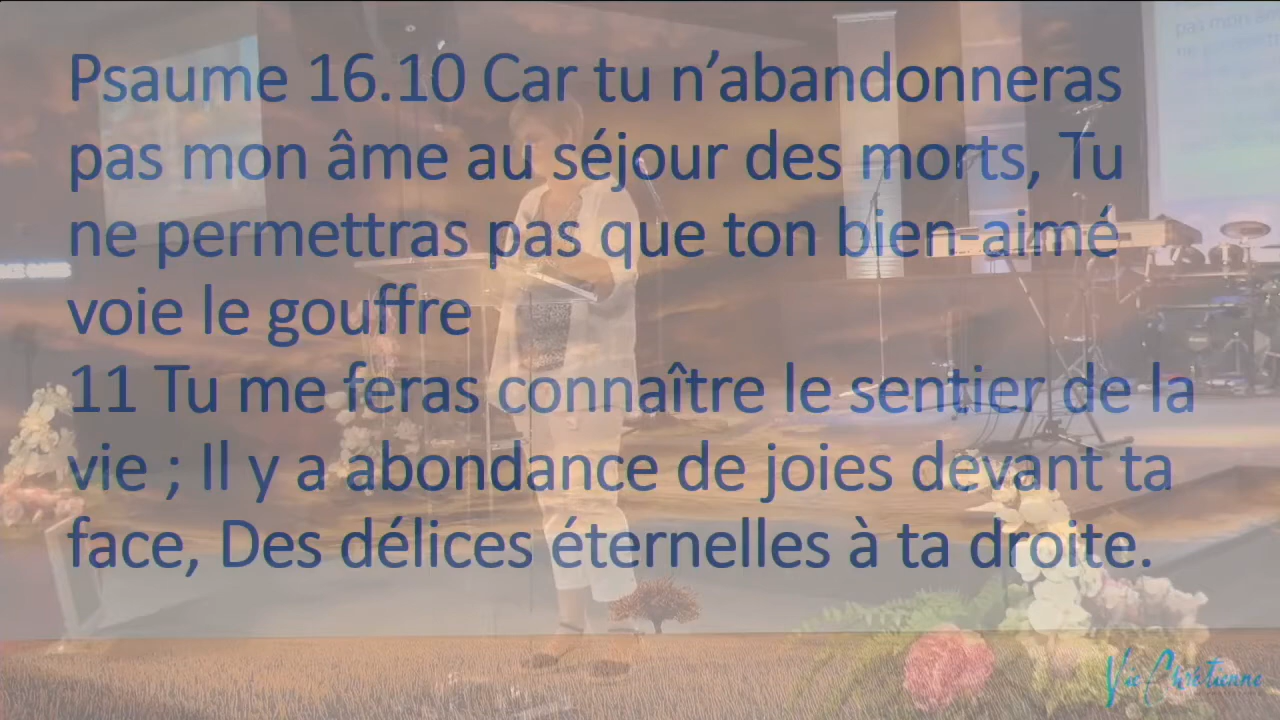 Psaume 16.10 Car tu n’abandonneras
pas mon âme au séjour des morts, Tu
ne permettras pas que ton bien-aimé
voie le gouffre
11 Tu me feras connaître le sentier de la
vie ; Il y a abondance de joies devant ta
face, Des délices éternelles à ta droite.
Vie Chrétienne